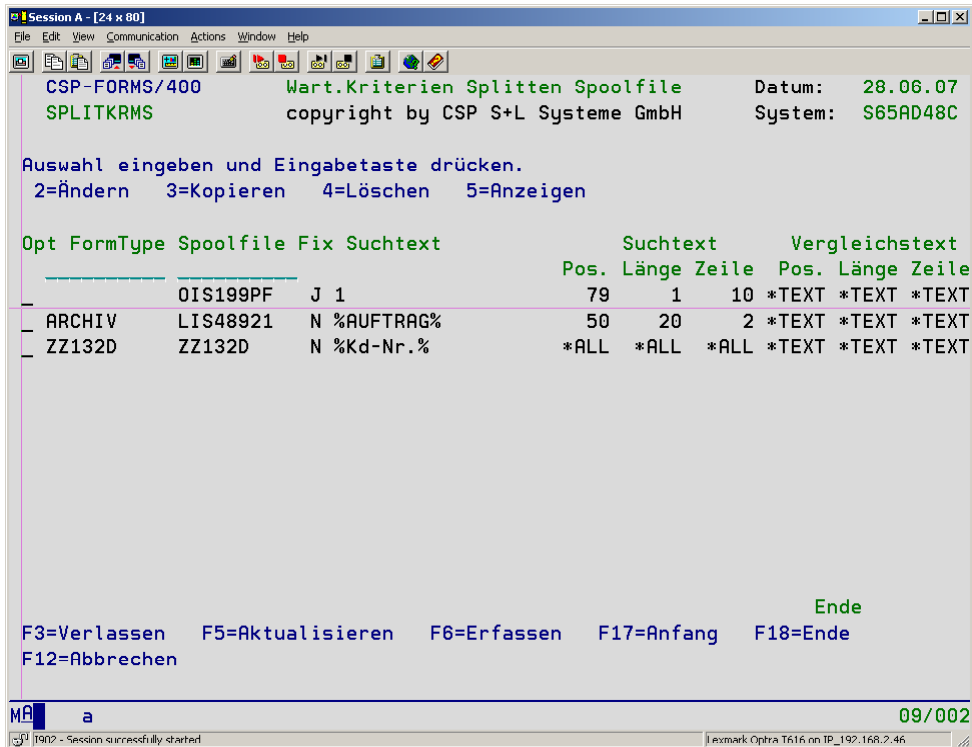 Session A - [24 x 80]
File Edit View Communication Actions Window Help
CSP-FORMS/400 Wart.Kriterien Splitten Spoolfile Datum: 28.06.07
SPLITKRMS copyright by CSP S+L Systeme GmbH System: S65AD48C
Auswahl eingeben und Eingabetaste drücken.
2=Ändern 3=Kopieren 4=Löschen 5=Anzeigen
Opt FormType Spoolfile Fix Suchtext Suchtext Vergleichstext
Pos. Länge Zeile Pos. Länge Zeile
OIS199PF J 1 79 1 10 *TEXT *TEXT *TEXT
ARCHIV LIS48921 N %AUFTRAG% 50 20 2 *TEXT *TEXT *TEXT
ZZ132D ZZ132D N %Kd-Nr.% *ALL *ALL *ALL *TEXT *TEXT *TEXT
Ende
F3=Verlassen F5=Aktualisieren F6=Erfassen F17=Anfang F18=Ende
F12=Abbrechen
MA a 09/002
I902 - Session successfully started Lexmark Optra T616 on IP_192.168.2.46